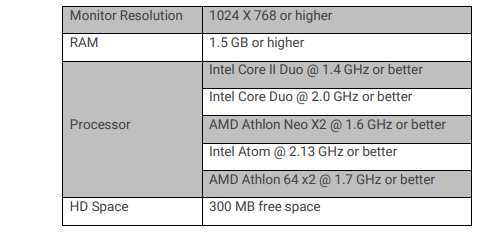 Monitor Resolution 1024 X 768 or higher
RAM 1.5 GB or higher
Processor
Intel Core II Duo @ 1.4 GHz or better
Intel Core Duo @ 2.0 GHz or better
AMD Athlon Neo X2 @ 1.6 GHz or better
Intel Atom @ 2.13 GHz or better
AMD Athlon 64 x2 @ 1.7 GHz or better
HD Space 300 MB free space